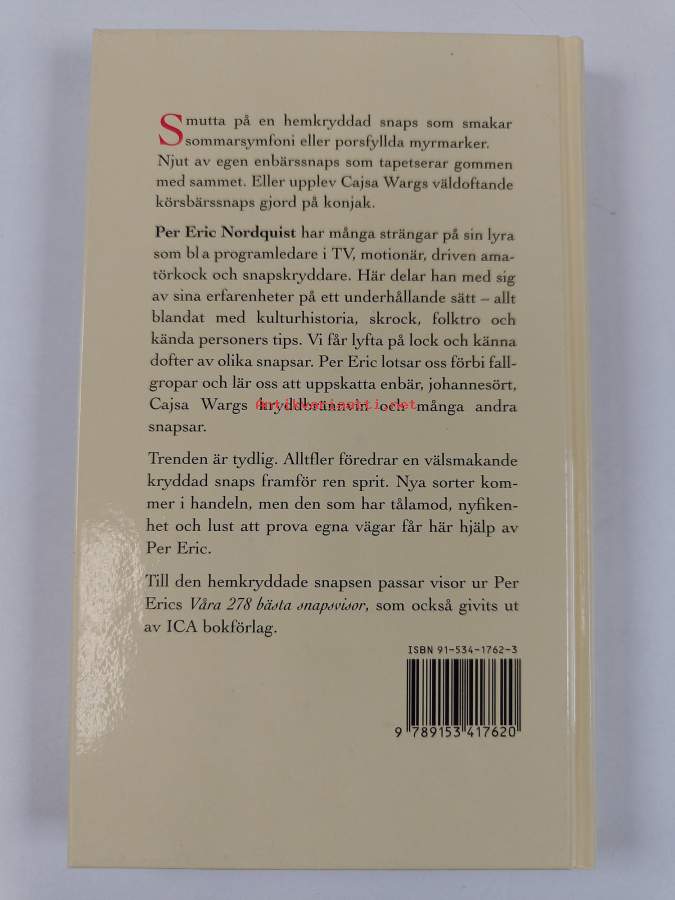 Smutta på en hemkryddad snaps som smakar
sommarsymfoni eller porsfyllda myrmarker.
Njut av egen enbärssnaps som tapetserar gommen
med sammet. Eller upplev Cajsa Wargs väldoftande
körsbärssnaps gjord på konjak.
Per Eric Nordquist har många strängar på sin lyra
som bl a programledare i TV, motionär, driven ama-
törkock och snapskryddare. Här delar han med sig
av sina erfarenheter på ett underhållande sätt – allt
blandat med kulturhistoria, skrock, folktro och
kända personers tips. Vi får lyfta på lock och känna
dofter av olika snapsar. Per Eric lotsar oss förbi fall-
gropar och lär oss att uppskatta enbär, johannesört,
Cajsa Wargs kryddbrännvin och många andra
snapsar.
Antikvariaatti.net
Trenden är tydlig. Alltfler föredrar en välsmakande
kryddad snaps framför ren sprit. Nya sorter kom-
mer i handeln, men den som har tålamod, nyfiken-
het och lust att prova egna vägar får här hjälp av
Per Eric.
Till den hemkryddade snapsen passar visor ur Per
Erics Våra 278 bästa snapsvisor, som också givits ut
av ICA bokförlag.
ISBN 91-534-1762-3
9 789153 417620